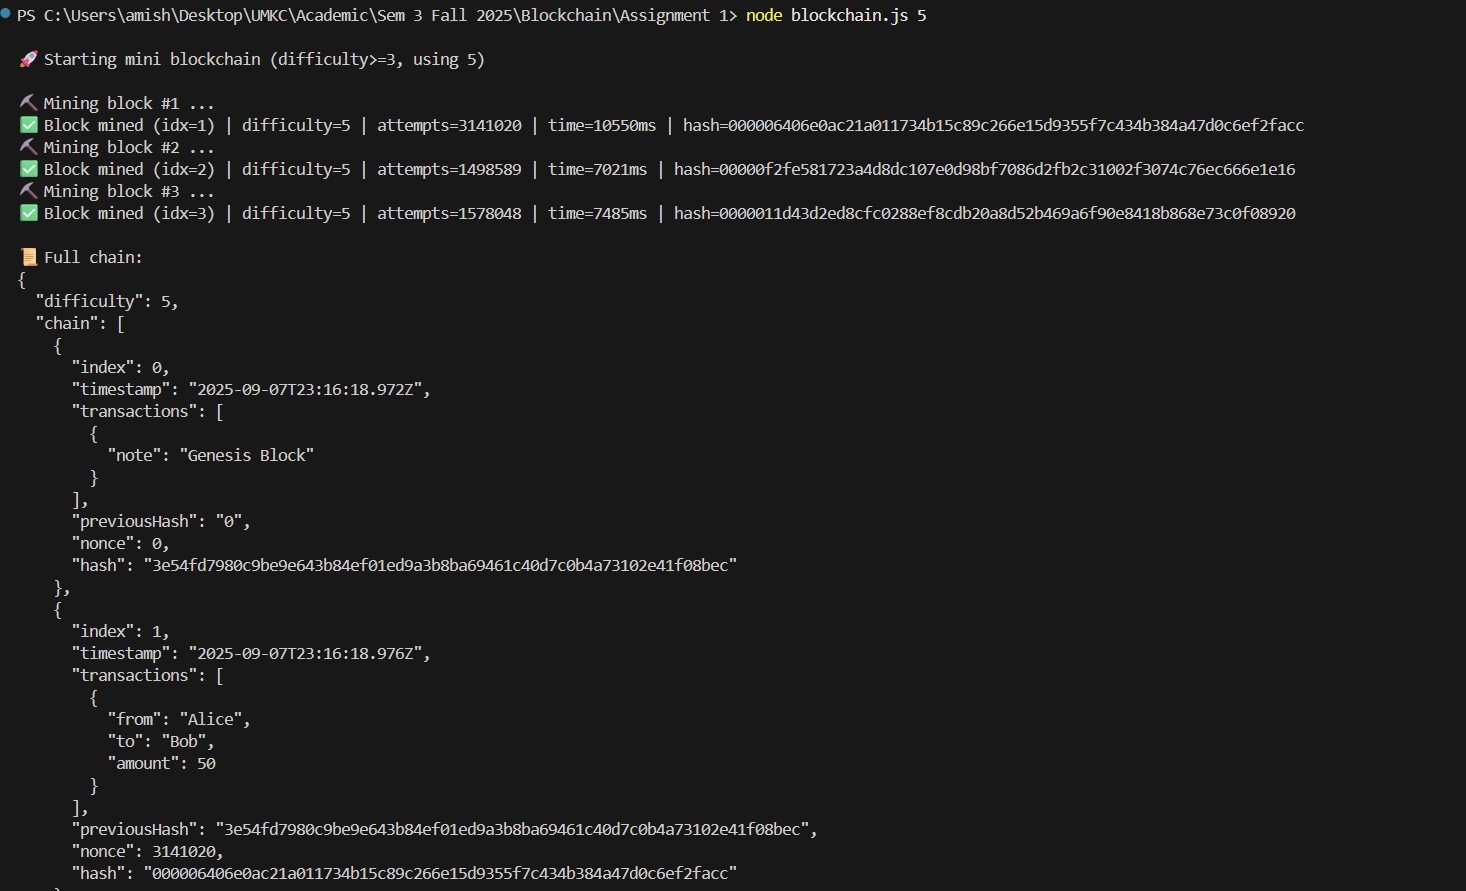 PS C:\Users\amish\Desktop\UMKC\Academic\Sem 3 Fall 2025\Blockchain\Assignment 1> node blockchain.js 5
🚀 Starting mini blockchain (difficulty>=3, using 5)
⛏️ Mining block #1 ...
✅ Block mined (idx=1) | difficulty=5 | attempts=3141020 | time=10550ms | hash=000006406e0ac21a011734b15c89c266e15d9355f7c434b384a47d0c6ef2facc
⛏️ Mining block #2 ...
✅ Block mined (idx=2) | difficulty=5 | attempts=1498589 | time=7021ms | hash=00000f2fe581723a4d8dc107e0d98bf7086d2fb2c31002f3074c76ec666e1e16
⛏️ Mining block #3 ...
✅ Block mined (idx=3) | difficulty=5 | attempts=1578048 | time=7485ms | hash=0000011d43d2ed8cfc0288ef8cdb20a8d52b469a6f90e8418b868e73c0f08920
📜 Full chain:
{
  "difficulty": 5,
  "chain": [
    {
      "index": 0,
      "timestamp": "2025-09-07T23:16:18.972Z",
      "transactions": [
        {
          "note": "Genesis Block"
        }
      ],
      "previousHash": "0",
      "nonce": 0,
      "hash": "3e54fd7980c9be9e643b84ef01ed9a3b8ba69461c40d7c0b4a73102e41f08bec"
    },
    {
      "index": 1,
      "timestamp": "2025-09-07T23:16:18.976Z",
      "transactions": [
        {
          "from": "Alice",
          "to": "Bob",
          "amount": 50
        }
      ],
      "previousHash": "3e54fd7980c9be9e643b84ef01ed9a3b8ba69461c40d7c0b4a73102e41f08bec",
      "nonce": 3141020,
      "hash": "000006406e0ac21a011734b15c89c266e15d9355f7c434b384a47d0c6ef2facc"